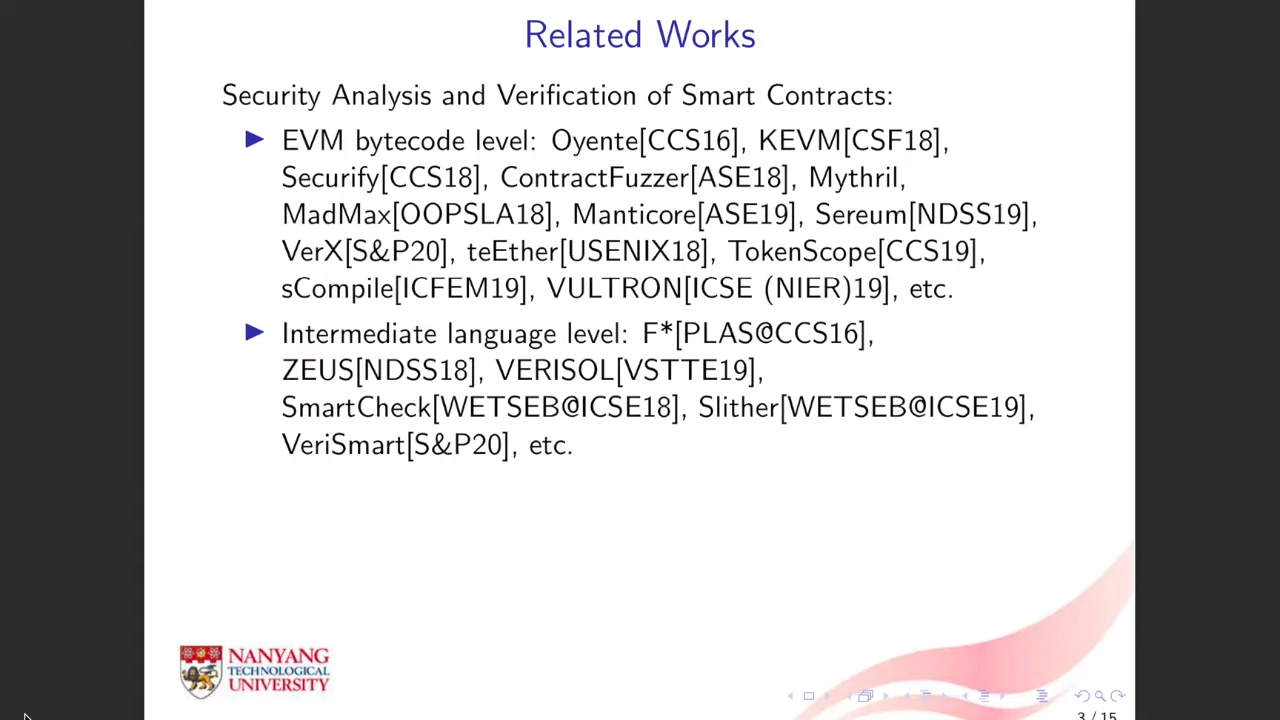 Related Works
Security Analysis and Verification of Smart Contracts:
EVM bytecode level: Oyente[CCS16], KEVM[CSF18],
Securify[CCS18], ContractFuzzer[ASE18], Mythril,
MadMax[OOPSLA18], Manticore[ASE19], Sereum[NDSS19],
VerX[S&P20], teEther[USENIX18], TokenScope[CCS19],
sCompile[ICFEM19], VULTRON[ICSE (NIER)19], etc.
Intermediate language level: F*[PLAS@CCS16],
ZEUS[NDSS18], VERISOL[VSTTE19],
SmartCheck[WETSEB@ICSE18], Slither[WETSEB@ICSE19],
VeriSmart[S&P20], etc.
NANYANG
TECHNOLOGICAL
UNIVERSITY
3 / 15